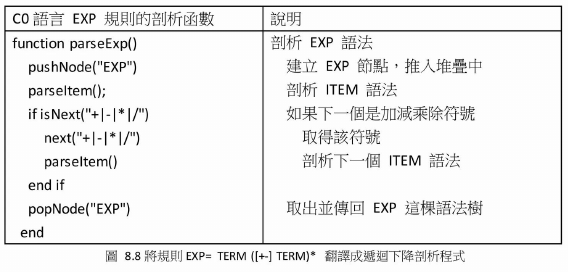 C0 語言 EXP 規則的剖析函數 說明
function parseExp() 剖析 EXP 語法
pushNode("EXP") 建立 EXP 節點，推入堆疊中
parseItem(); 剖析 ITEM 語法
if isNext("+|-|*|/") 如果下一個是加減乘除符號
next("+|-|*|/") 取得該符號
parseItem() 剖析下一個 ITEM 語法
end if
popNode("EXP") 取出並傳回 EXP 這棵語法樹
end
圖 8.8 將規則 EXP= TERM ([+-] TERM)* 翻譯成遞迴下降剖析程式